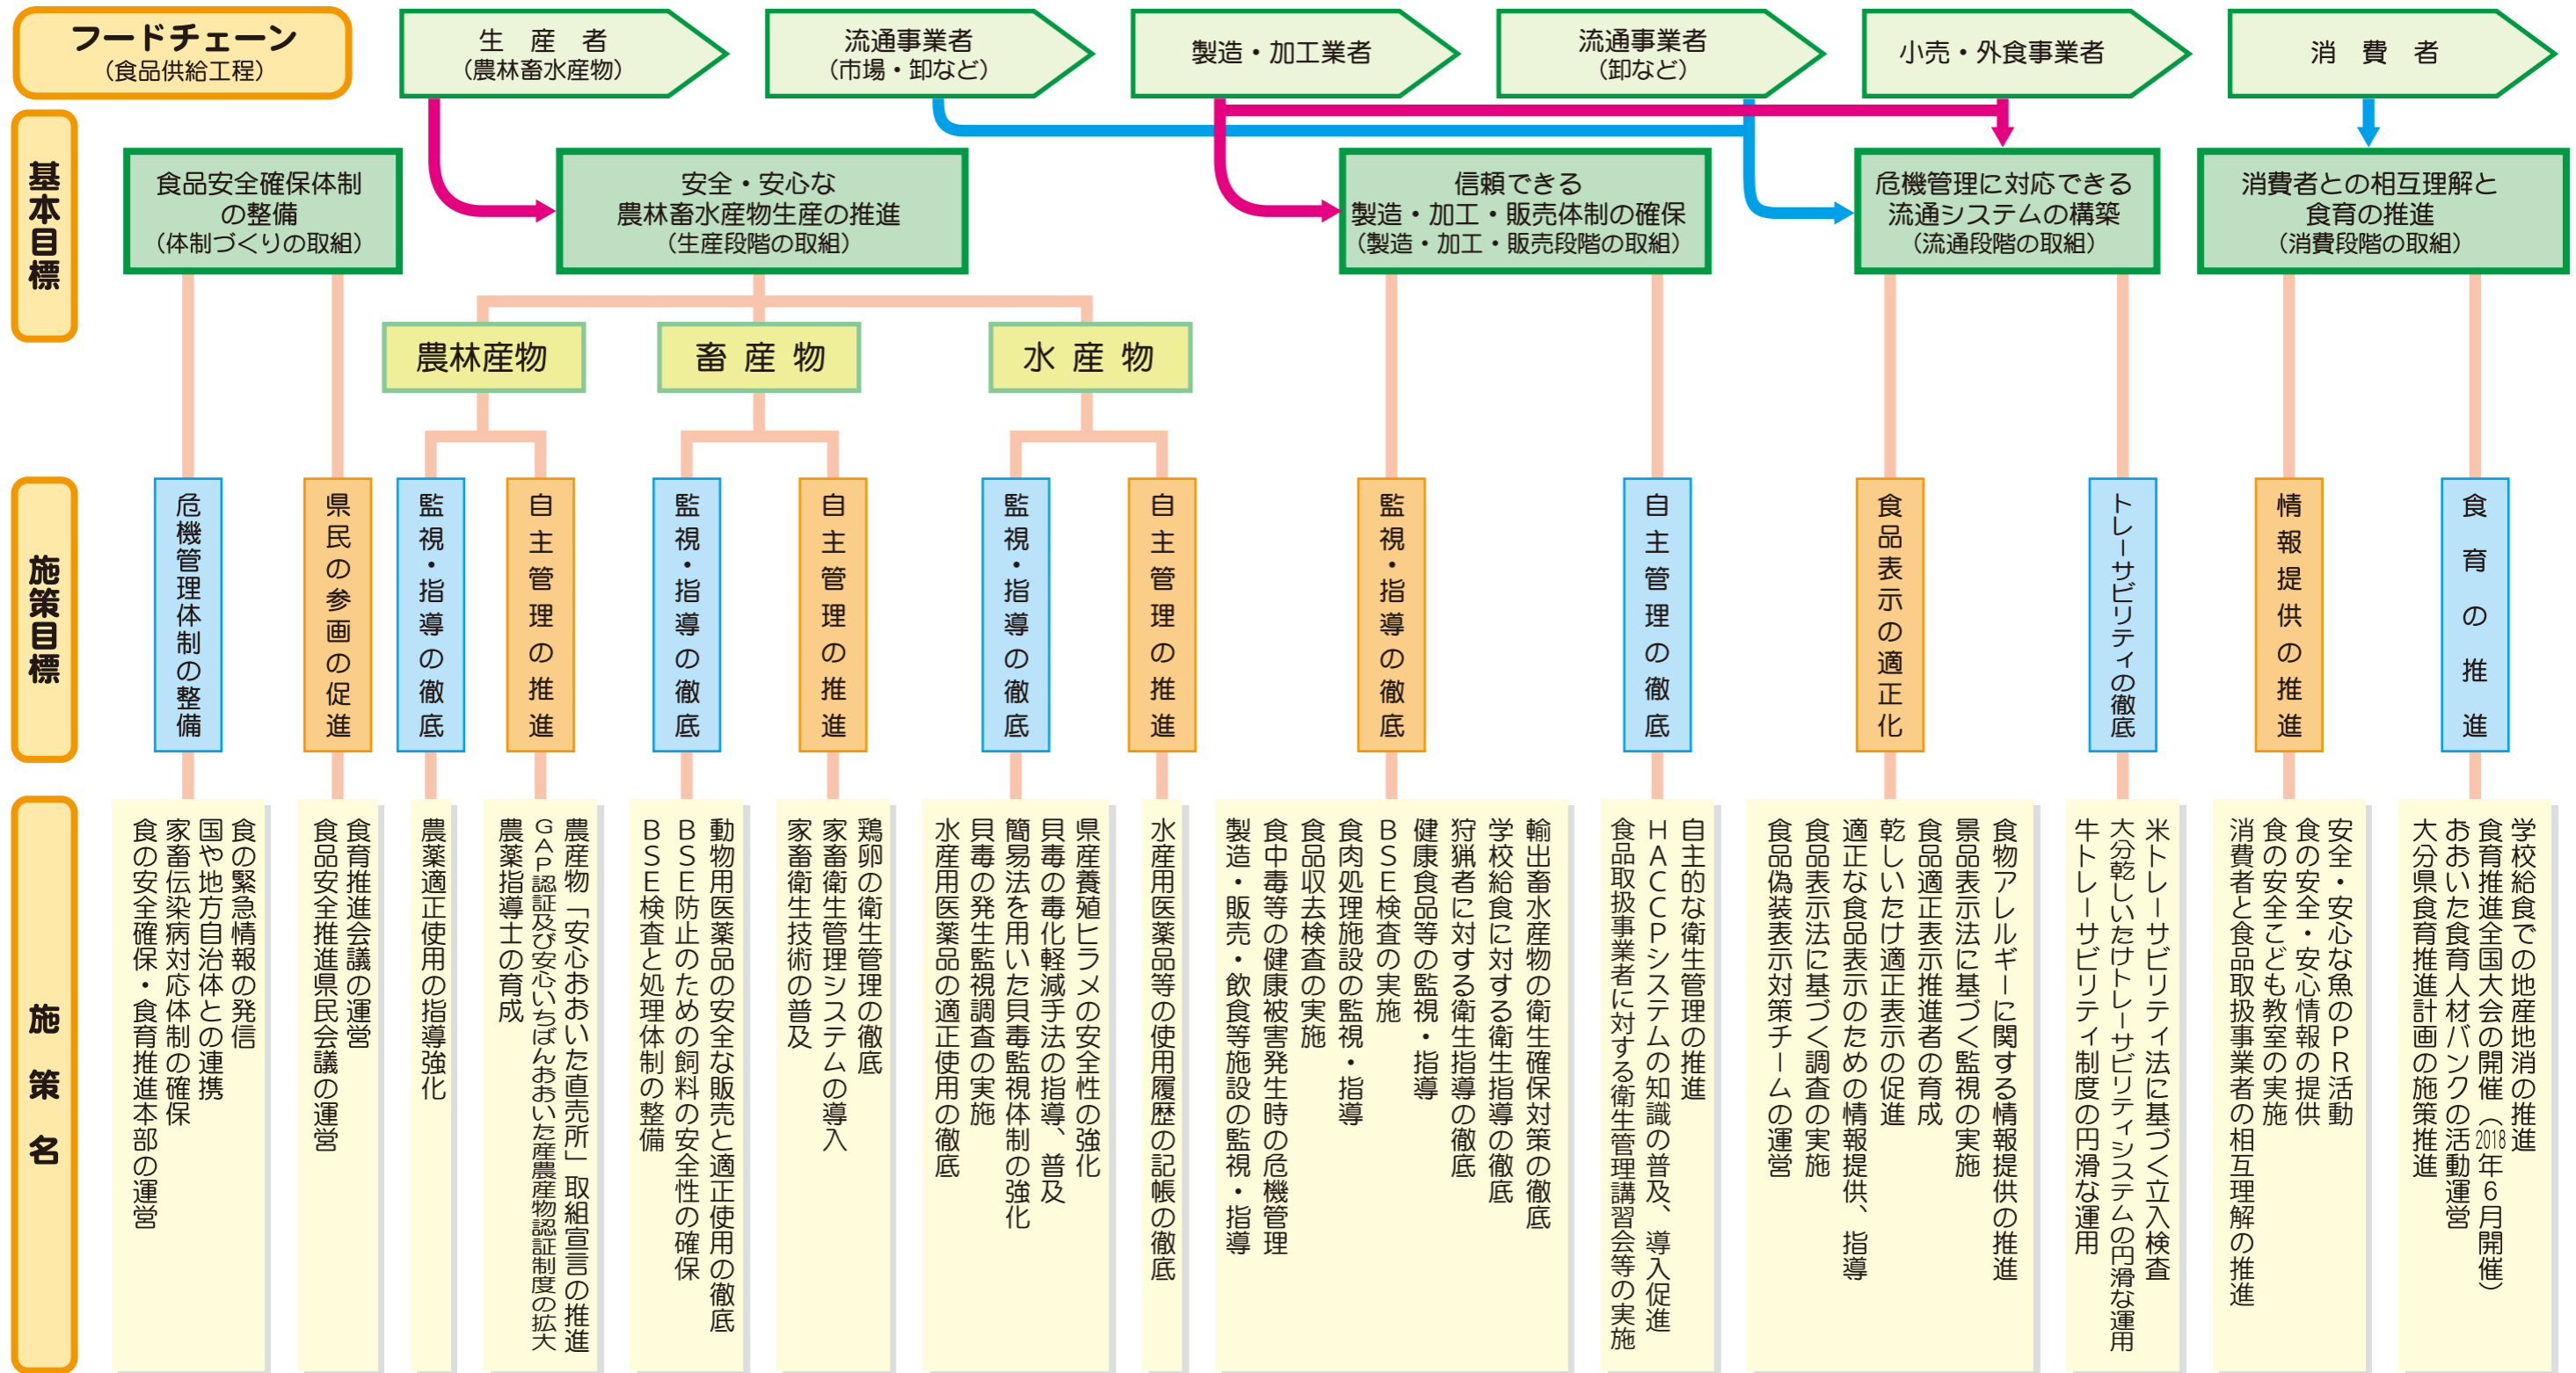 フードチェーン
(食品供給工程)
生 産 者
(農林畜水産物)
流通事業者
(市場・卸など)
製造・加工業者
流通事業者
(卸など)
小売・外食事業者
消 費 者
基本目標
食品安全確保体制
の整備
(体制づくりの取組)
安全・安心な
農林畜水産物生産の推進
(生産段階の取組)
信頼できる
製造・加工・販売体制の確保
(製造・加工・販売段階の取組)
危機管理に対応できる
流通システムの構築
(流通段階の取組)
消費者との相互理解と
食育の推進
(消費段階の取組)
農林産物
畜 産 物
水 産 物
施策目標
危機管理体制の整備
県民の参画の促進
監視・指導の徹底
自主管理の推進
監視・指導の徹底
自主管理の推進
監視・指導の徹底
自主管理の推進
監視・指導の徹底
自主管理の徹底
食品表示の適正化
トレーサビリティの徹底
情報提供の推進
食育の推進
施 策 名
食の緊急情報の発信
国や地方自治体との連携
家畜伝染病対応体制の確保
食の安全確保・食育推進本部の運営
食育推進会議の運営
食品安全推進県民会議の運営
農薬適正使用の指導強化
農産物「安心おおいた直売所」取組宣言の推進
GAP認証及び安心いちばんおおいた産農産物認証制度の拡大
農薬指導士の育成
動物用医薬品の安全な販売と適正使用の徹底
BSE防止のための飼料の安全性の確保
BSE検査と処理体制の整備
鶏卵の衛生管理の徹底
家畜衛生管理システムの導入
家畜衛生技術の普及
県産養殖ヒラメの安全性の強化
貝毒の毒化軽減手法の指導、普及
簡易法を用いた貝毒監視体制の強化
貝毒の発生監視調査の実施
水産用医薬品の適正使用の徹底
水産用医薬品等の使用履歴の記帳の徹底
輸出畜水産物の衛生確保対策の徹底
学校給食に対する衛生指導の徹底
狩猟者に対する衛生指導の徹底
健康食品等の監視・指導
BSE検査の実施
食肉処理施設の監視・指導
食品収去検査の実施
食中毒等の健康被害発生時の危機管理
製造・販売・飲食等施設の監視・指導
自主的な衛生管理の推進
HACCPシステムの知識の普及、導入促進
食品取扱事業者に対する衛生管理講習会等の実施
食物アレルギーに関する情報提供の推進
景品表示法に基づく監視の実施
食品適正表示推進者の育成
乾しいたけ適正表示の促進
適正な食品表示のための情報提供、指導
食品表示法に基づく調査の実施
食品偽装表示対策チームの運営
米トレーサビリティ法に基づく立入検査
大分乾しいたけトレーサビリティシステムの円滑な運用
牛トレーサビリティ制度の円滑な運用
安全・安心な魚のPR活動
食の安全・安心情報の提供
食の安全こども教室の実施
消費者と食品取扱事業者の相互理解の推進
学校給食での地産地消の推進
食育推進全国大会の開催(2018年6月開催)
おおいた食育人材バンクの活動運営
大分県食育推進計画の施策推進